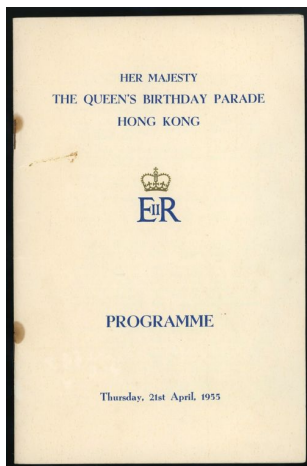 HER MAJESTY
THE QUEEN'S BIRTHDAY PARADE
HONG KONG
EIIR
PROGRAMME
Thursday, 21st April, 1955